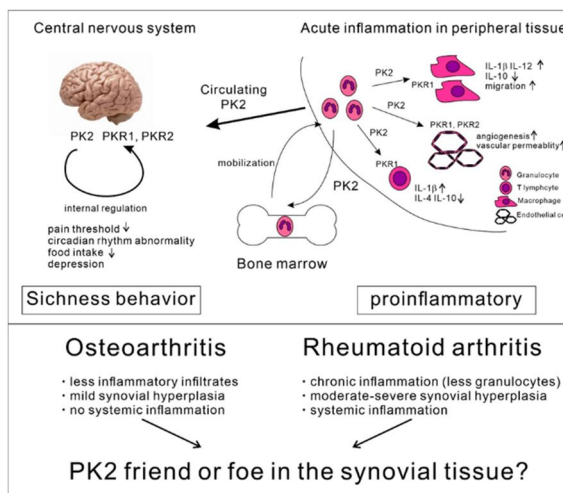 Central nervous system
PK2 PKR1, PKR2
internal regulation
pain threshold ↓
circadian rhythm abnormality
food intake ↓
depression
Sichness behavior
Circulating
PK2
mobilization
PK2
Bone marrow
Acute inflammation in peripheral tissue
PK2
PKR1
IL-1β IL-12 ↑
IL-10 ↓
migration ↑
PK2
PKR1, PKR2
angiogenesis↑
vascular permeablity↑
PK2
PKR1
IL-1β↑
IL-4 IL-10↓
Granulocyte
T lymphcyte
Macrophage
Endothelial ce
proinflammatory
Osteoarthritis
・less inflammatory infiltrates
・mild synovial hyperplasia
・no systemic inflammation
Rheumatoid arthritis
・chronic inflammation (less granulocytes)
・moderate-severe synovial hyperplasia
・systemic inflammation
PK2 friend or foe in the synovial tissue?